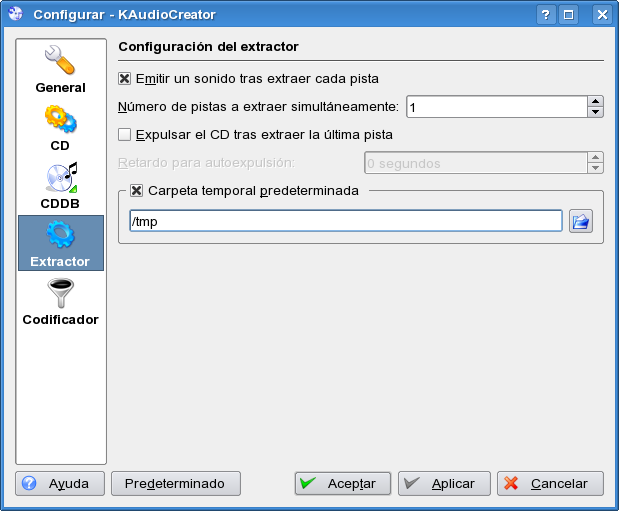 Configurar - KAudioCreator
General
CD
CDDB
Extractor
Codificador
Configuración del extractor
Emitir un sonido tras extraer cada pista
Número de pistas a extraer simultáneamente: 1
Expulsar el CD tras extraer la última pista
Retardo para autoexpulsión: 0 segundos
Carpeta temporal predeterminada
/tmp
Ayuda Predeterminado Aceptar Aplicar Cancelar